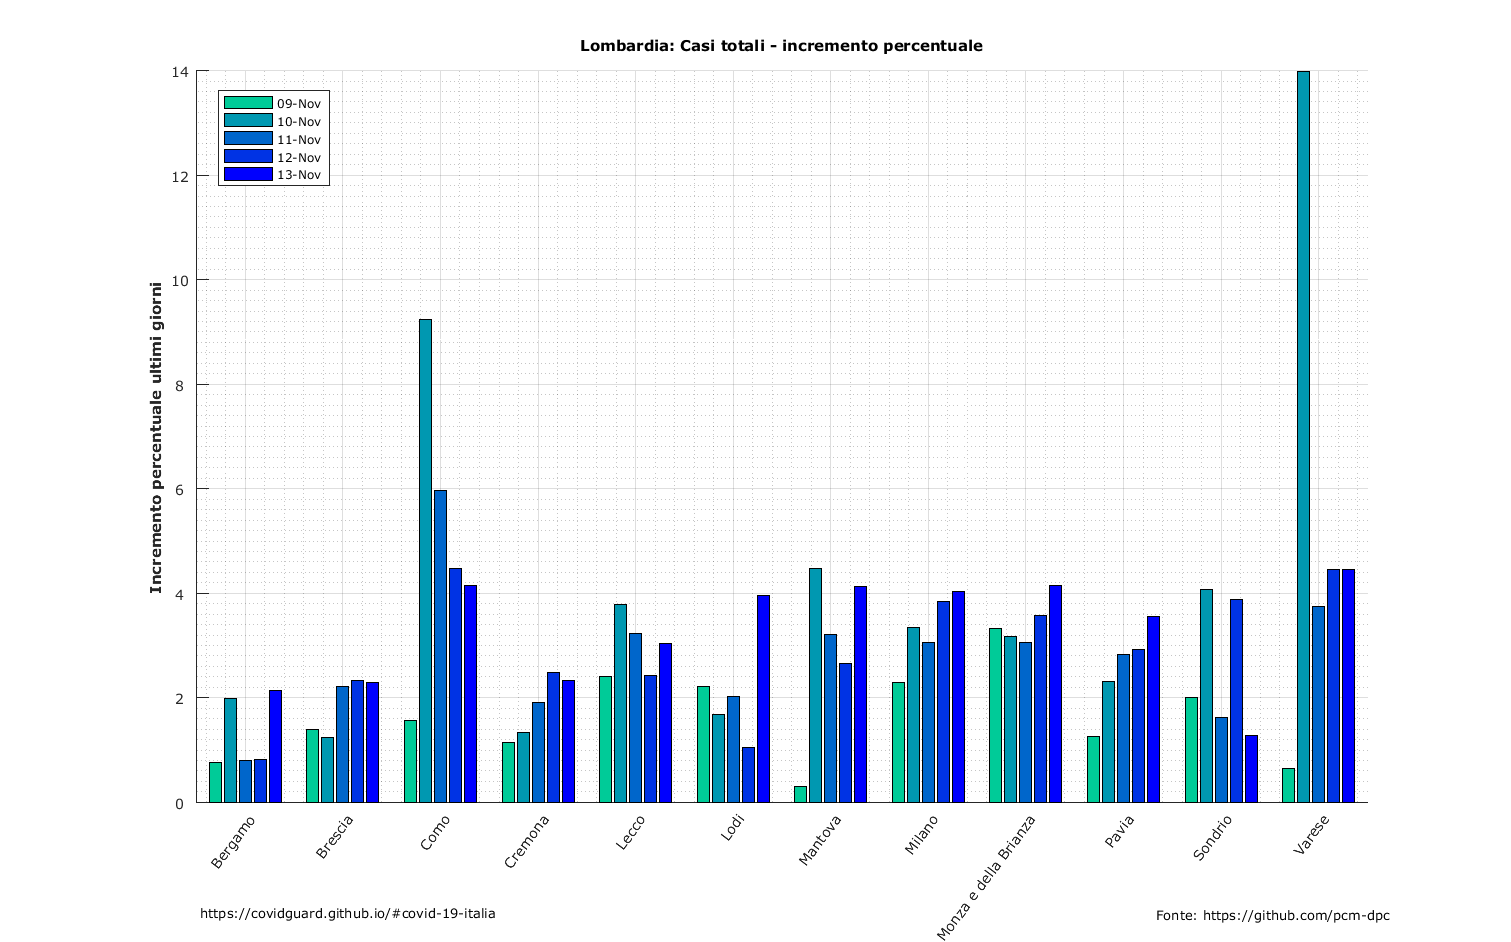 Lombardia: Casi totali - incremento percentuale
Incremento percentuale ultimi giorni
14
12
10
8
6
4
2
0
09-Nov
10-Nov
11-Nov
12-Nov
13-Nov
Bergamo
Brescia
Como
Cremona
Lecco
Lodi
Mantova
Milano
Monza e della Brianza
Pavia
Sondrio
Varese
https://covidguard.github.io/#covid-19-italia
Fonte: https://github.com/pcm-dpc